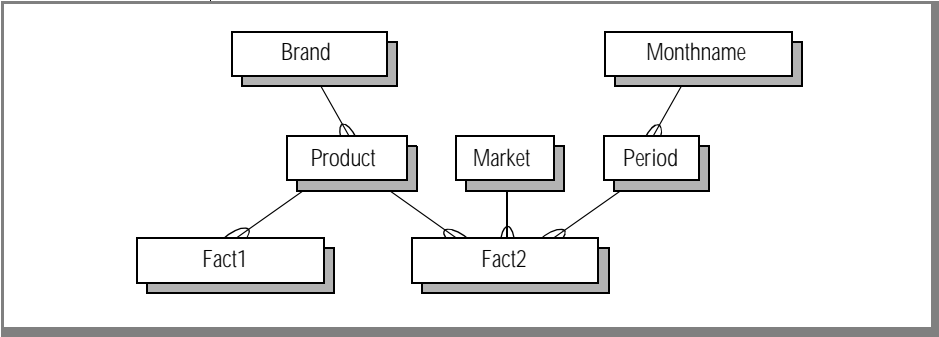 Brand
Monthname
Product
Market
Period
Fact1
Fact2